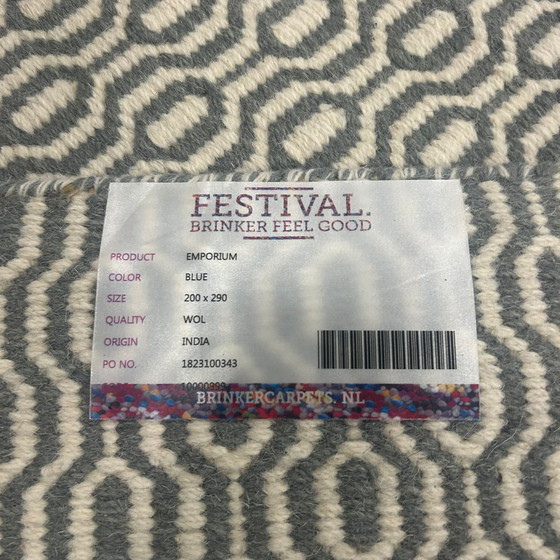 FESTIVAL.
BRINKER FEEL GOOD
PRODUCT EMPORIUM
COLOR BLUE
SIZE 200 x 290
QUALITY WOL
ORIGIN INDIA
PO NO. 1823100343
10000999
BRINKERCARPETS. NL